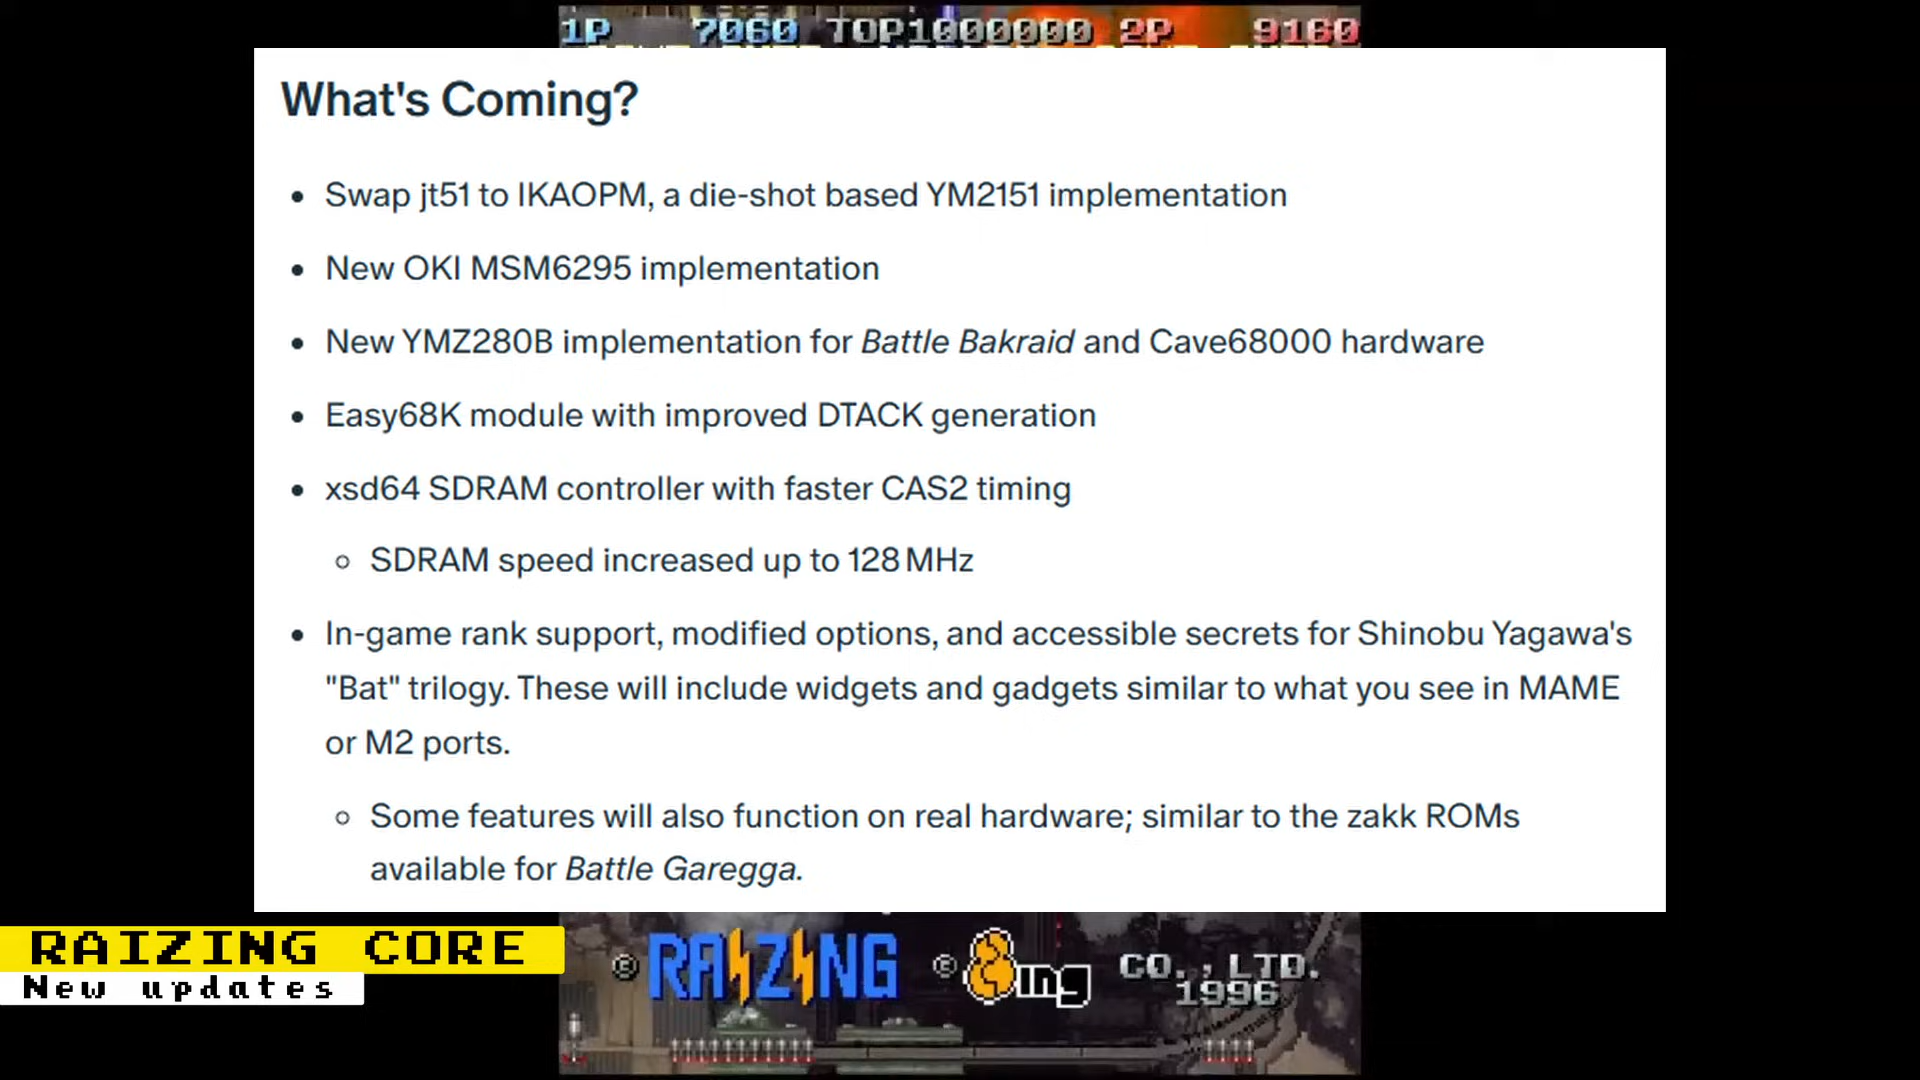 1P 7060 TOP1000000 2P 9160
What's Coming?
• Swap jt51 to IKAOPM, a die-shot based YM2151 implementation
• New OKI MSM6295 implementation
• New YMZ280B implementation for Battle Bakraid and Cave68000 hardware
• Easy68K module with improved DTACK generation
• xsd64 SDRAM controller with faster CAS2 timing
◦ SDRAM speed increased up to 128 MHz
• In-game rank support, modified options, and accessible secrets for Shinobu Yagawa's
"Bat" trilogy. These will include widgets and gadgets similar to what you see in MAME
or M2 ports.
◦ Some features will also function on real hardware; similar to the zakk ROMs
available for Battle Garegga.
RAIZING CORE
New updates
© RAIZING © 8ing CO., LTD.
1996